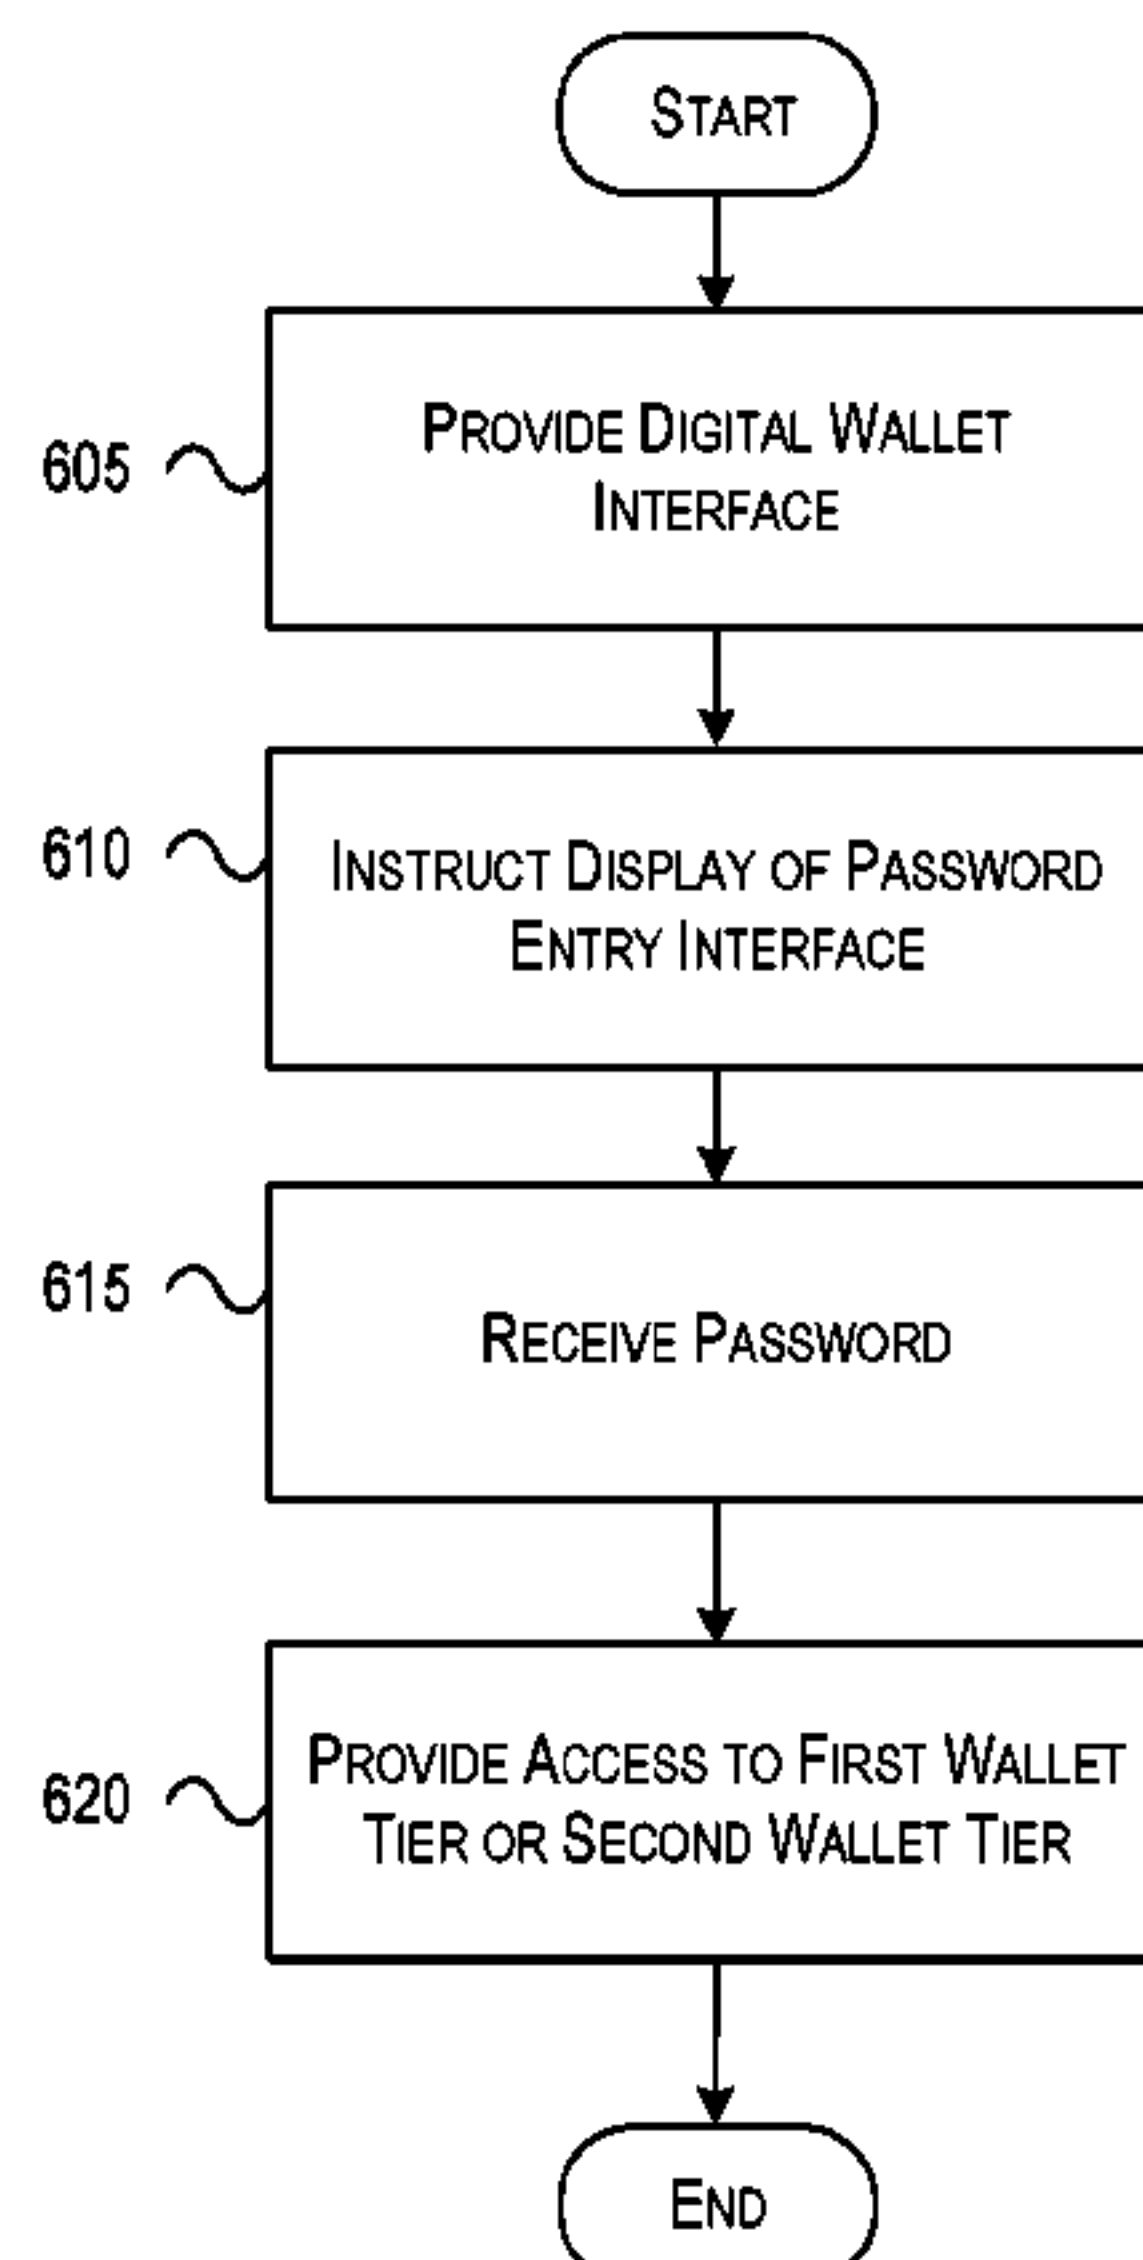 START
605
PROVIDE DIGITAL WALLET
INTERFACE
610
INSTRUCT DISPLAY OF PASSWORD
ENTRY INTERFACE
615
RECEIVE PASSWORD
620
PROVIDE ACCESS TO FIRST WALLET
TIER OR SECOND WALLET TIER
END